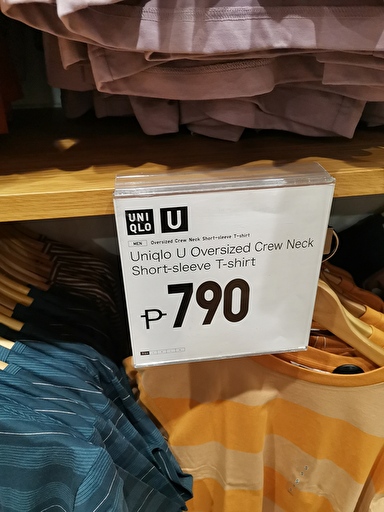 UNI QLO U
MEN Oversized Crew Neck Short-sleeve T-shirt
Uniqlo U Oversized Crew Neck
Short-sleeve T-shirt
₱790